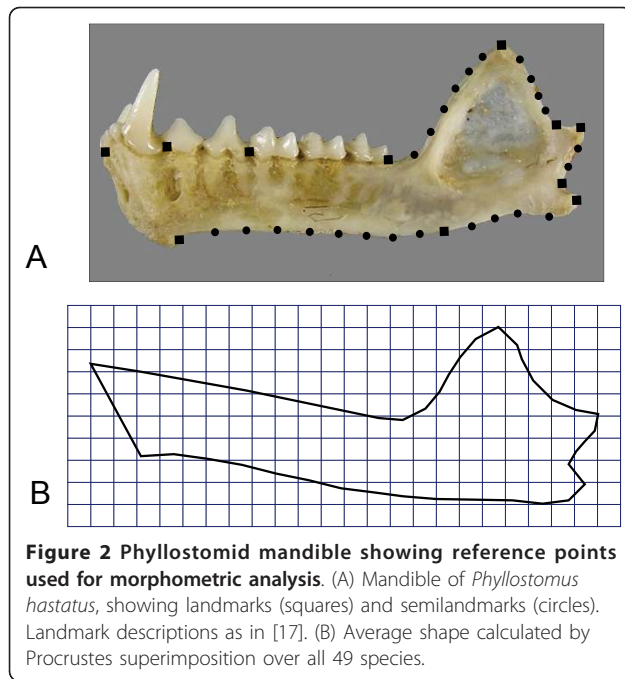 A
B
Figure 2 Phyllostomid mandible showing reference points
used for morphometric analysis. (A) Mandible of Phyllostomus
hastatus, showing landmarks (squares) and semilandmarks (circles).
Landmark descriptions as in [17]. (B) Average shape calculated by
Procrustes superimposition over all 49 species.